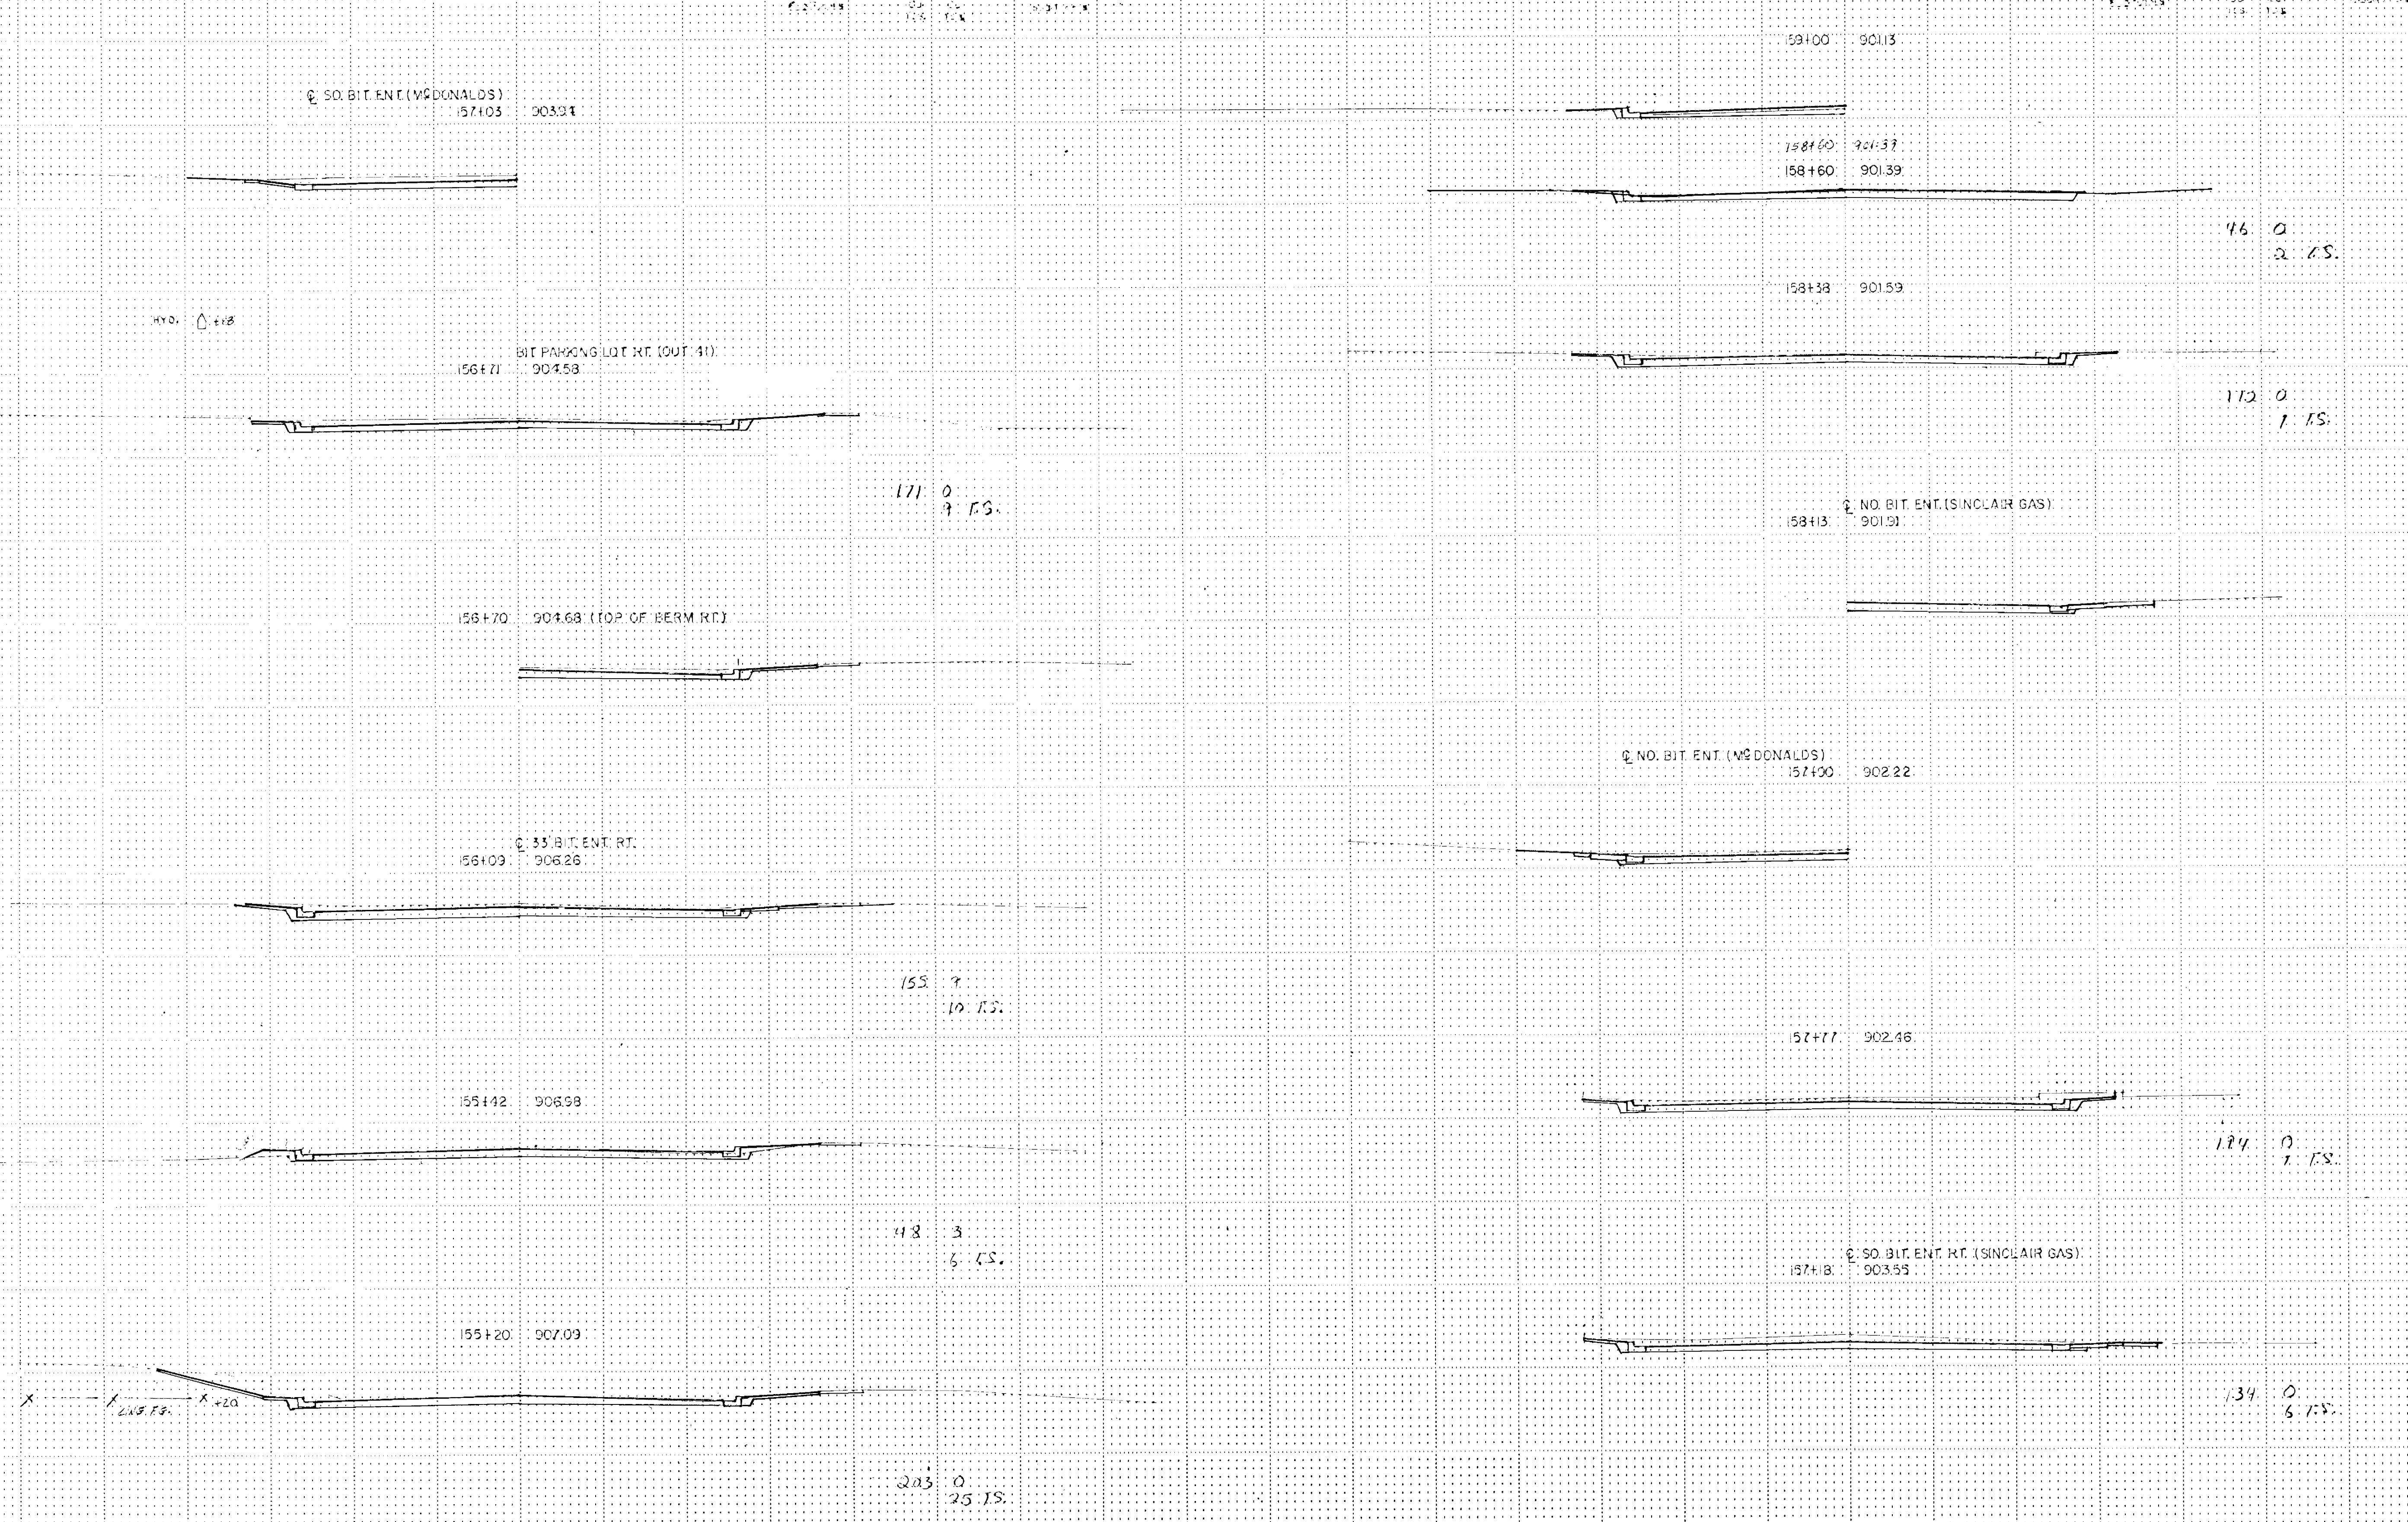 ℄ SO. BIT. ENT. (McDONALDS)
157+03 903.94
HYD. +18
BIT PARKING LOT RT. (OUT 41)
156+71 904.58
171 0
9 F.S.
156+70 904.68 (TOP OF BERM RT.)
℄ 33' BIT. ENT. RT.
156+09 906.26
155 9
10 F.S.
155+42 906.98
48 3
6 F.S.
155+20 907.09
X X X +20
203 0
25 F.S.
159+00 901.13
158+60 901.39
158+60 901.39
46 0
2 F.S.
158+38 901.59
172 0
1 F.S.
℄ NO. BIT. ENT. (SINCLAIR GAS)
158+13 901.91
℄ NO. BIT. ENT. (McDONALDS)
157+90 902.22
157+77 902.46
184 0
1 F.S.
℄ SO. BIT. ENT. RT. (SINCLAIR GAS)
157+18 903.55
134 0
6 F.S.